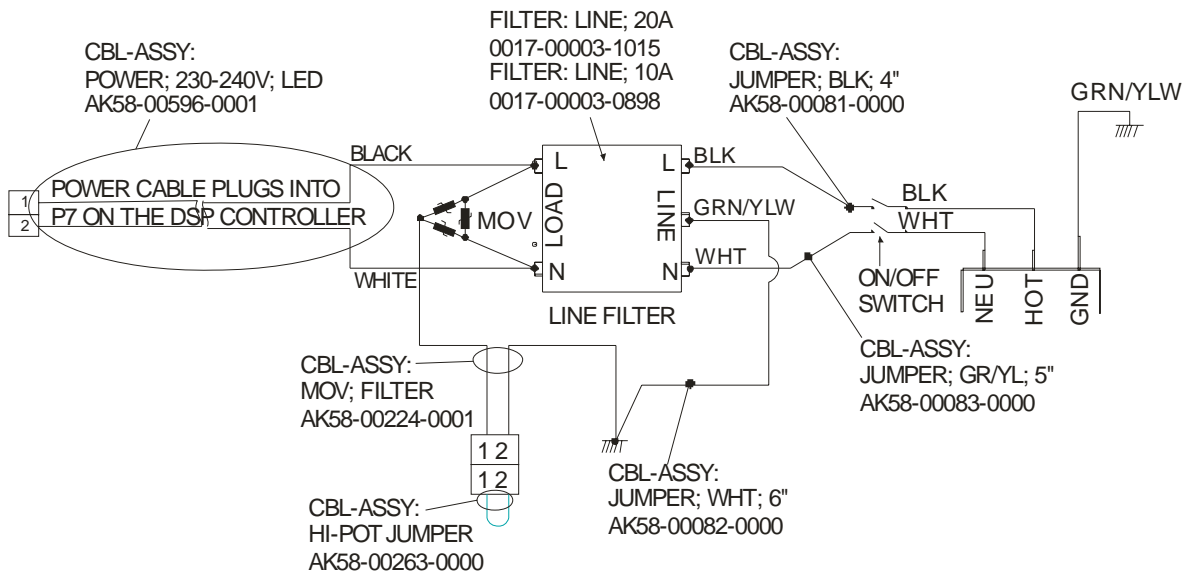 FILTER: LINE; 20A
0017-00003-1015
FILTER: LINE; 10A
0017-00003-0898
CBL-ASSY:
POWER; 230-240V; LED
AK58-00596-0001
CBL-ASSY:
JUMPER; BLK; 4"
AK58-00081-0000
GRN/YLW
BLACK
L
L
BLK
1
POWER CABLE PLUGS INTO
2
P7 ON THE DSP CONTROLLER
MOV
LOAD
LINE
GRN/YLW
BLK
WHT
WHITE
N
N
WHT
ON/OFF
SWITCH
NEU
HOT
GND
LINE FILTER
CBL-ASSY:
MOV; FILTER
AK58-00224-0001
CBL-ASSY:
JUMPER; GR/YL; 5"
AK58-00083-0000
1 2
1 2
CBL-ASSY:
JUMPER; WHT; 6"
AK58-00082-0000
CBL-ASSY:
HI-POT JUMPER
AK58-00263-0000